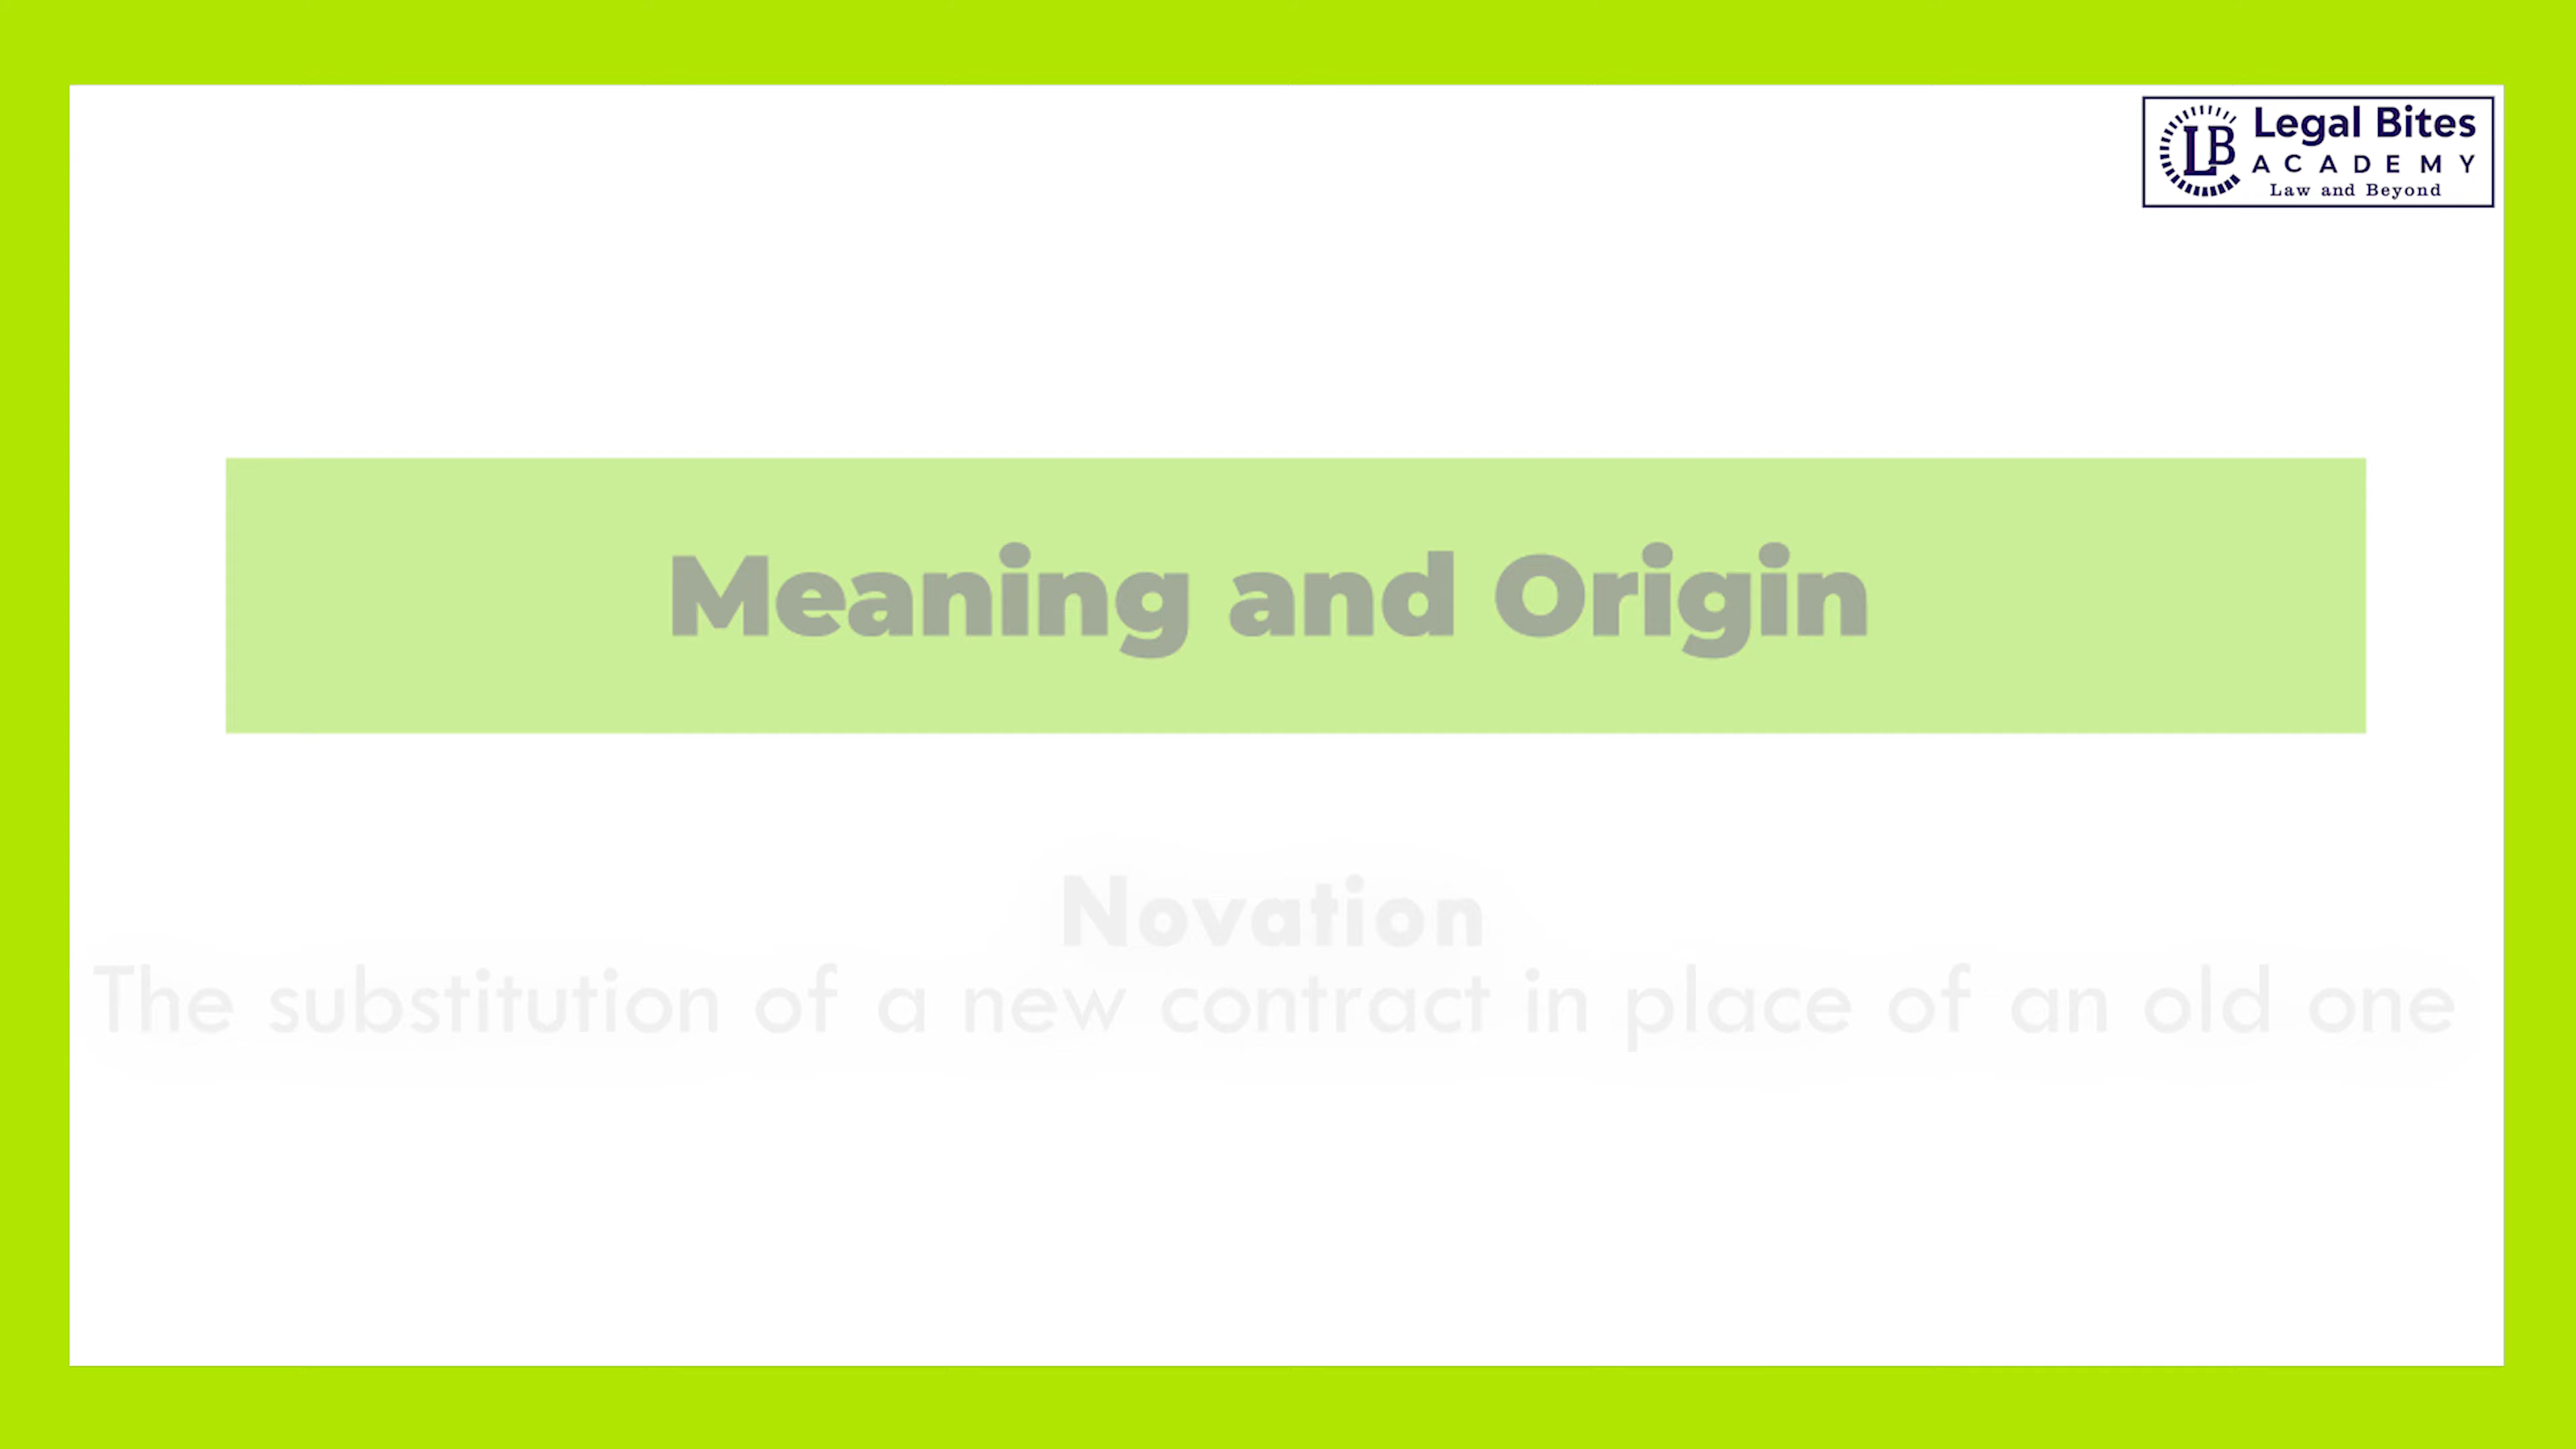 LB
Legal Bites
ACADEMY
Law and Beyond
Meaning and Origin
Novation
The substitution of a new contract in place of an old one